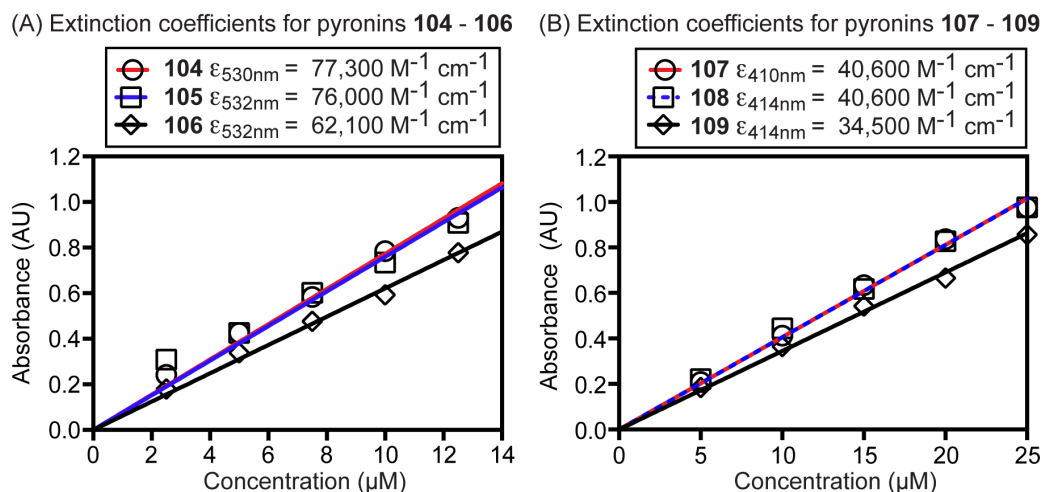 (A) Extinction coefficients for pyronins 104 - 106
104 ε530nm = 77,300 M-1 cm-1
105 ε532nm = 76,000 M-1 cm-1
106 ε532nm = 62,100 M-1 cm-1
1.2
1.0
0.8
0.6
0.4
0.2
0.0
Absorbance (AU)
0 2 4 6 8 10 12 14
Concentration (µM)
(B) Extinction coefficients for pyronins 107 - 109
107 ε410nm = 40,600 M-1 cm-1
108 ε414nm = 40,600 M-1 cm-1
109 ε414nm = 34,500 M-1 cm-1
1.2
1.0
0.8
0.6
0.4
0.2
0.0
Absorbance (AU)
0 5 10 15 20 25
Concentration (µM)